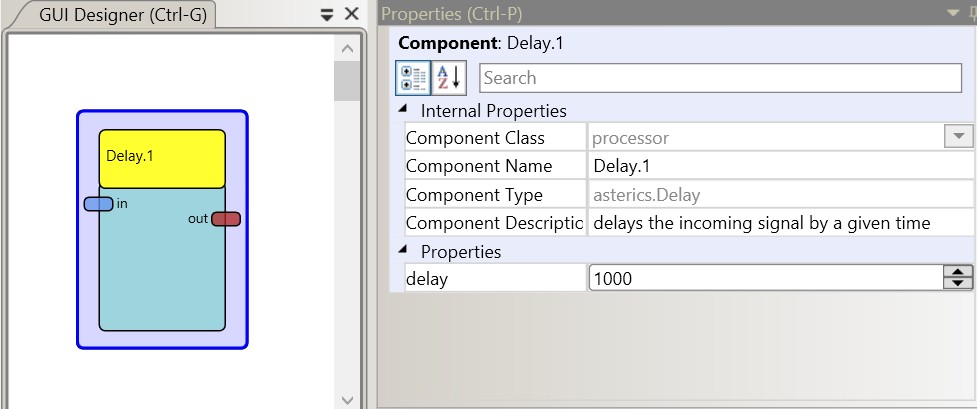 GUI Designer (Ctrl-G)
Delay.1
in
out
Properties (Ctrl-P)
Component: Delay.1
A
Z
Search
Internal Properties
Component Class processor
Component Name Delay.1
Component Type asterics.Delay
Component Descriptic delays the incoming signal by a given time
Properties
delay 1000